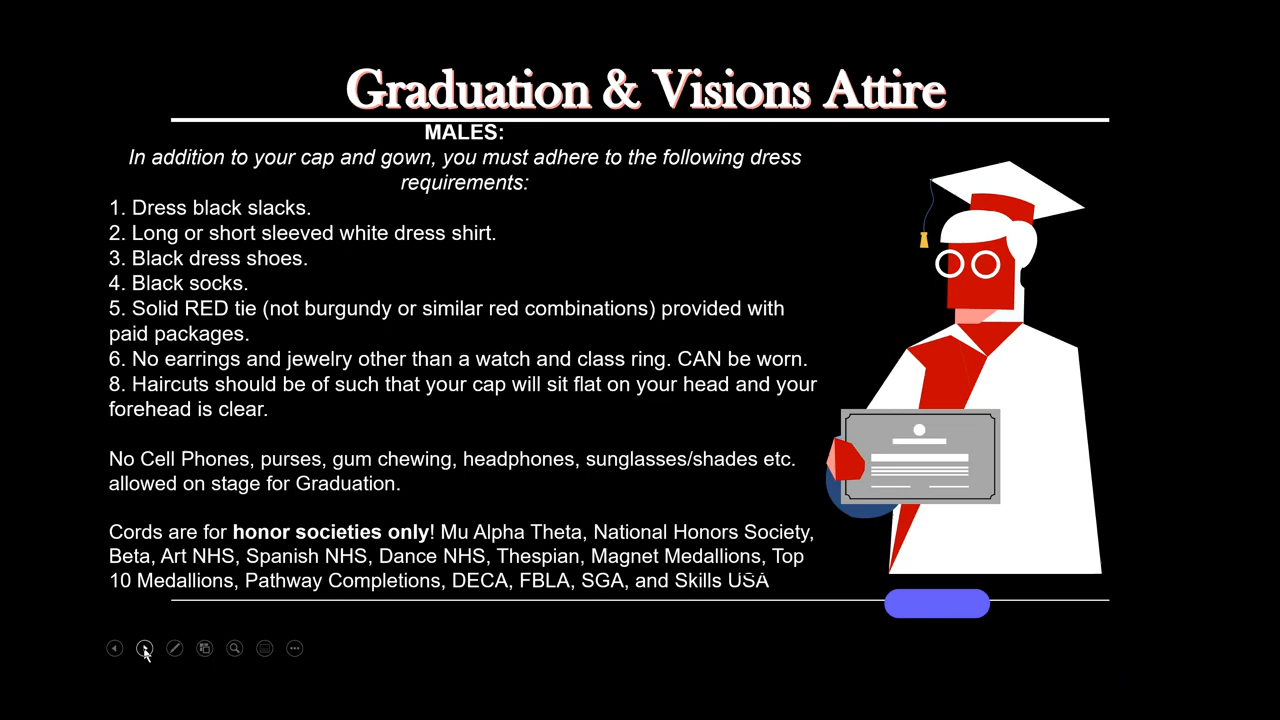 Graduation & Visions Attire
MALES:
In addition to your cap and gown, you must adhere to the following dress
requirements:
1. Dress black slacks.
2. Long or short sleeved white dress shirt.
3. Black dress shoes.
4. Black socks.
5. Solid RED tie (not burgundy or similar red combinations) provided with
paid packages.
6. No earrings and jewelry other than a watch and class ring. CAN be worn.
8. Haircuts should be of such that your cap will sit flat on your head and your
forehead is clear.
No Cell Phones, purses, gum chewing, headphones, sunglasses/shades etc.
allowed on stage for Graduation.
Cords are for honor societies only! Mu Alpha Theta, National Honors Society,
Beta, Art NHS, Spanish NHS, Dance NHS, Thespian, Magnet Medallions, Top
10 Medallions, Pathway Completions, DECA, FBLA, SGA, and Skills USA